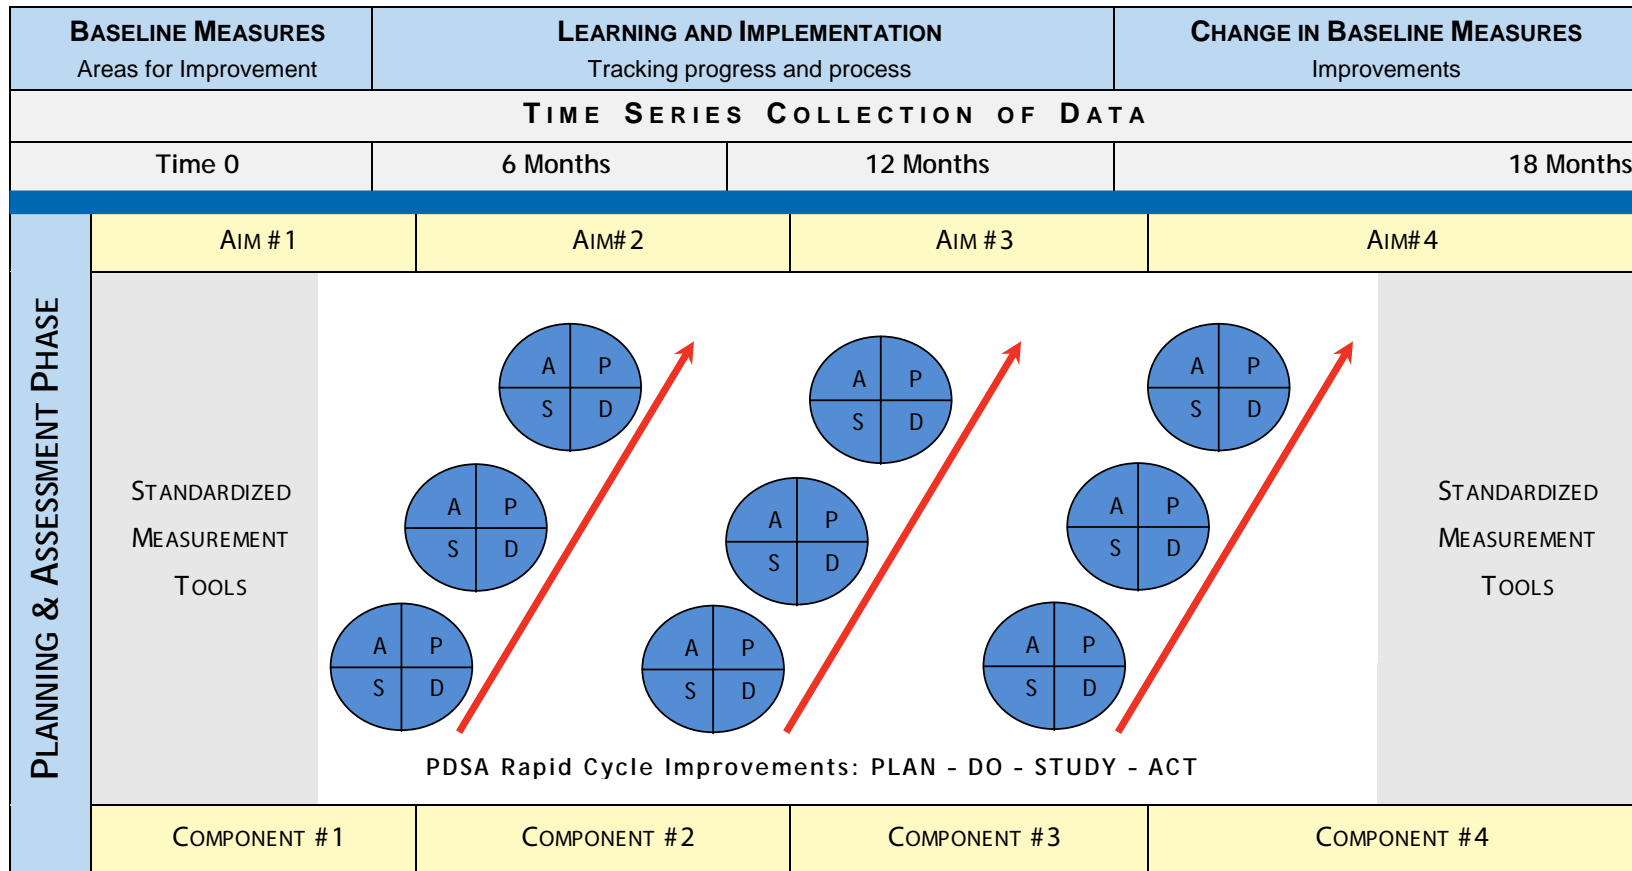 BASELINE MEASURES
Areas for Improvement
LEARNING AND IMPLEMENTATION
Tracking progress and process
CHANGE IN BASELINE MEASURES
Improvements
TIME SERIES COLLECTION OF DATA
Time 0
6 Months
12 Months
18 Months
PLANNING & ASSESSMENT PHASE
AIM #1
AIM#2
AIM #3
AIM#4
STANDARDIZED
MEASUREMENT
TOOLS
A P
S D
A P
S D
A P
S D
A P
S D
A P
S D
A P
S D
A P
S D
A P
S D
A P
S D
STANDARDIZED
MEASUREMENT
TOOLS
PDSA Rapid Cycle Improvements: PLAN - DO - STUDY - ACT
COMPONENT #1
COMPONENT #2
COMPONENT #3
COMPONENT #4